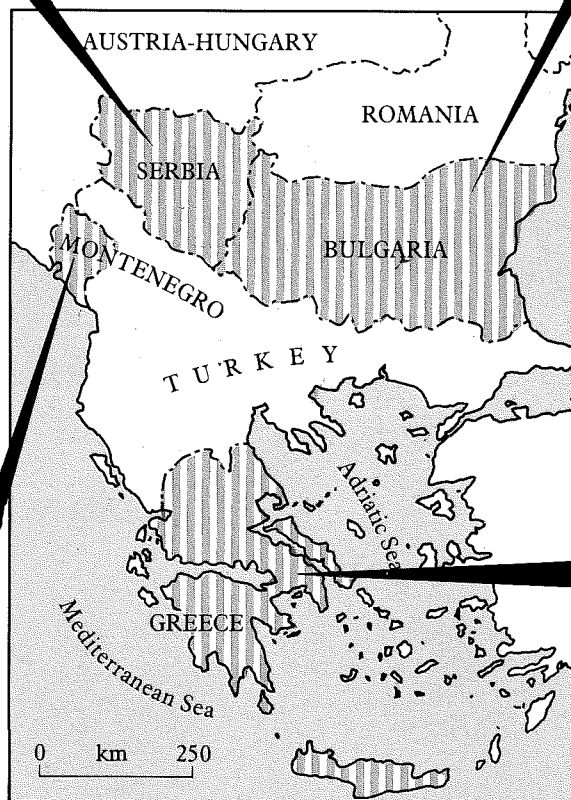 AUSTRIA-HUNGARY
ROMANIA
SERBIA
BULGARIA
MONTENEGRO
TURKEY
Adriatic Sea
GREECE
Mediterranean Sea
0 km 250